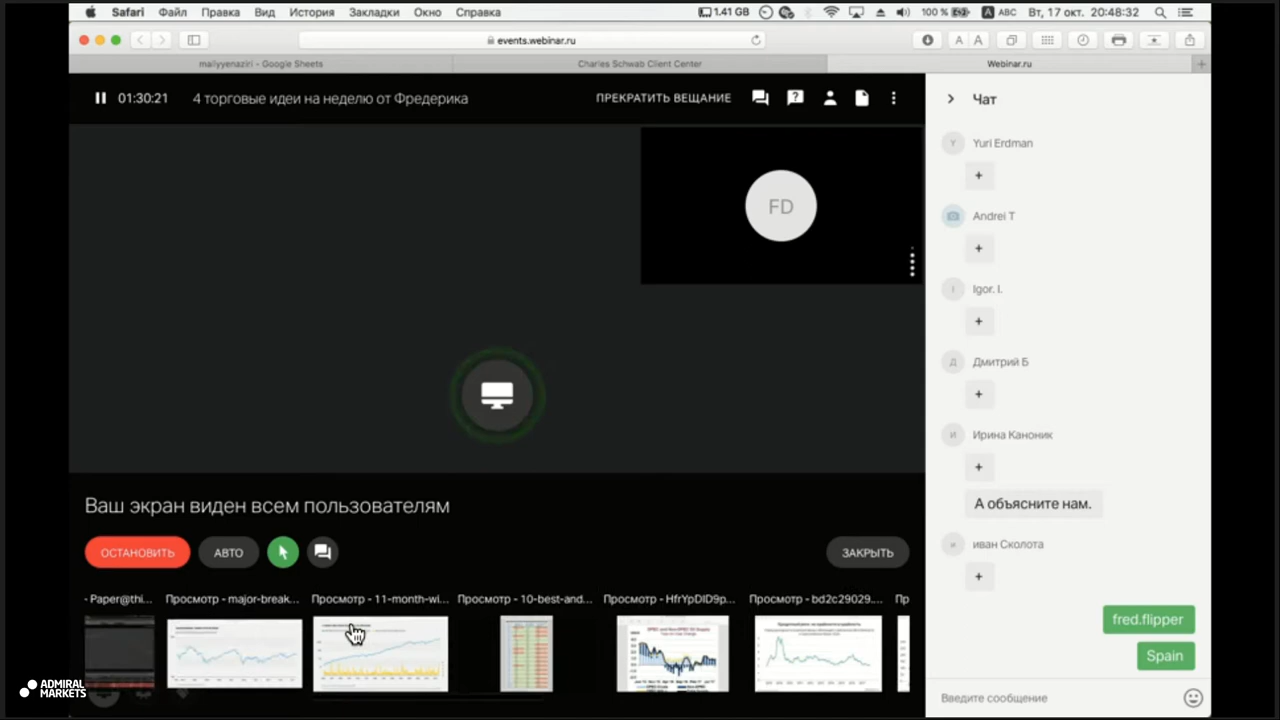 Safari Файл Правка Вид История Закладки Окно Справка 1.41 GB 100 % A ABC Вт, 17 окт. 20:48:32
events.webinar.ru A A
maliyyenaziri - Google Sheets Charles Schwab Client Center Webinar.ru +
01:30:21 4 торговые идеи на неделю от Фредерика ПРЕКРАТИТЬ ВЕЩАНИЕ
FD
Ваш экран виден всем пользователям
ОСТАНОВИТЬ АВТО ЗАКРЫТЬ
- Paper@thi... Просмотр - major-break... Просмотр - 11-month-wi... Просмотр - 10-best-and... Просмотр - HfrYpDID9p... Просмотр - bd2c29029.... Пр
ADMIRAL
MARKETS
Чат
Y Yuri Erdman
+
Andrei T
+
I Igor. I.
+
Д Дмитрий Б
+
И Ирина Каноник
+
А объясните нам.
и иван Сколота
+
fred.flipper
Spain
Введите сообщение